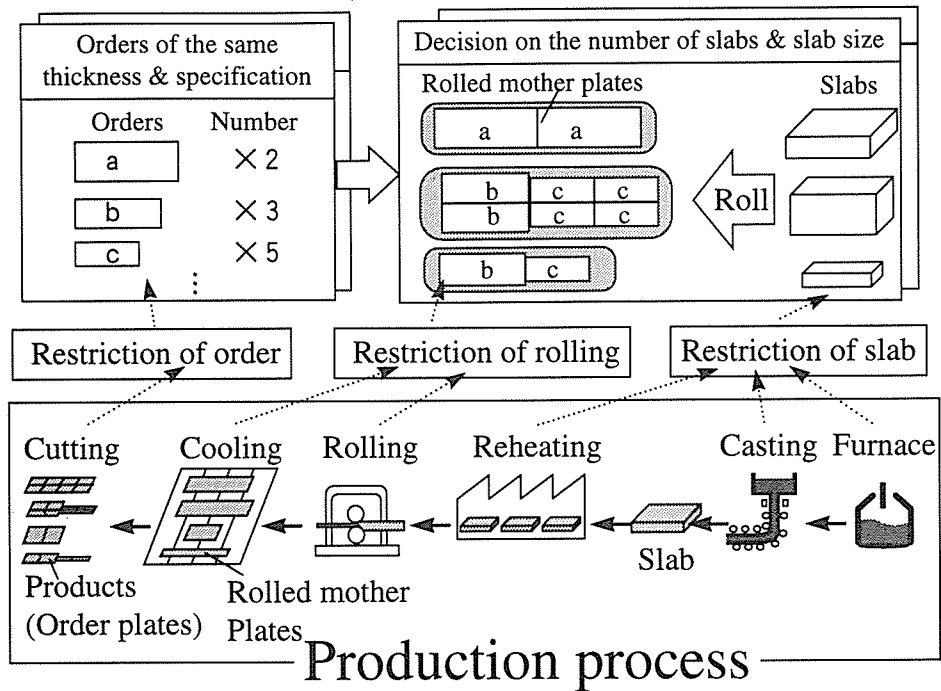 Orders of the same
thickness & specification
Orders Number
a × 2
b × 3
c × 5
⋮
Decision on the number of slabs & slab size
Rolled mother plates
Slabs
a a
b c c
b c c
b c
Roll
Restriction of order
Restriction of rolling
Restriction of slab
Cutting
Cooling
Rolling
Reheating
Casting
Furnace
Slab
Products
(Order plates)
Rolled mother
Plates
Production process